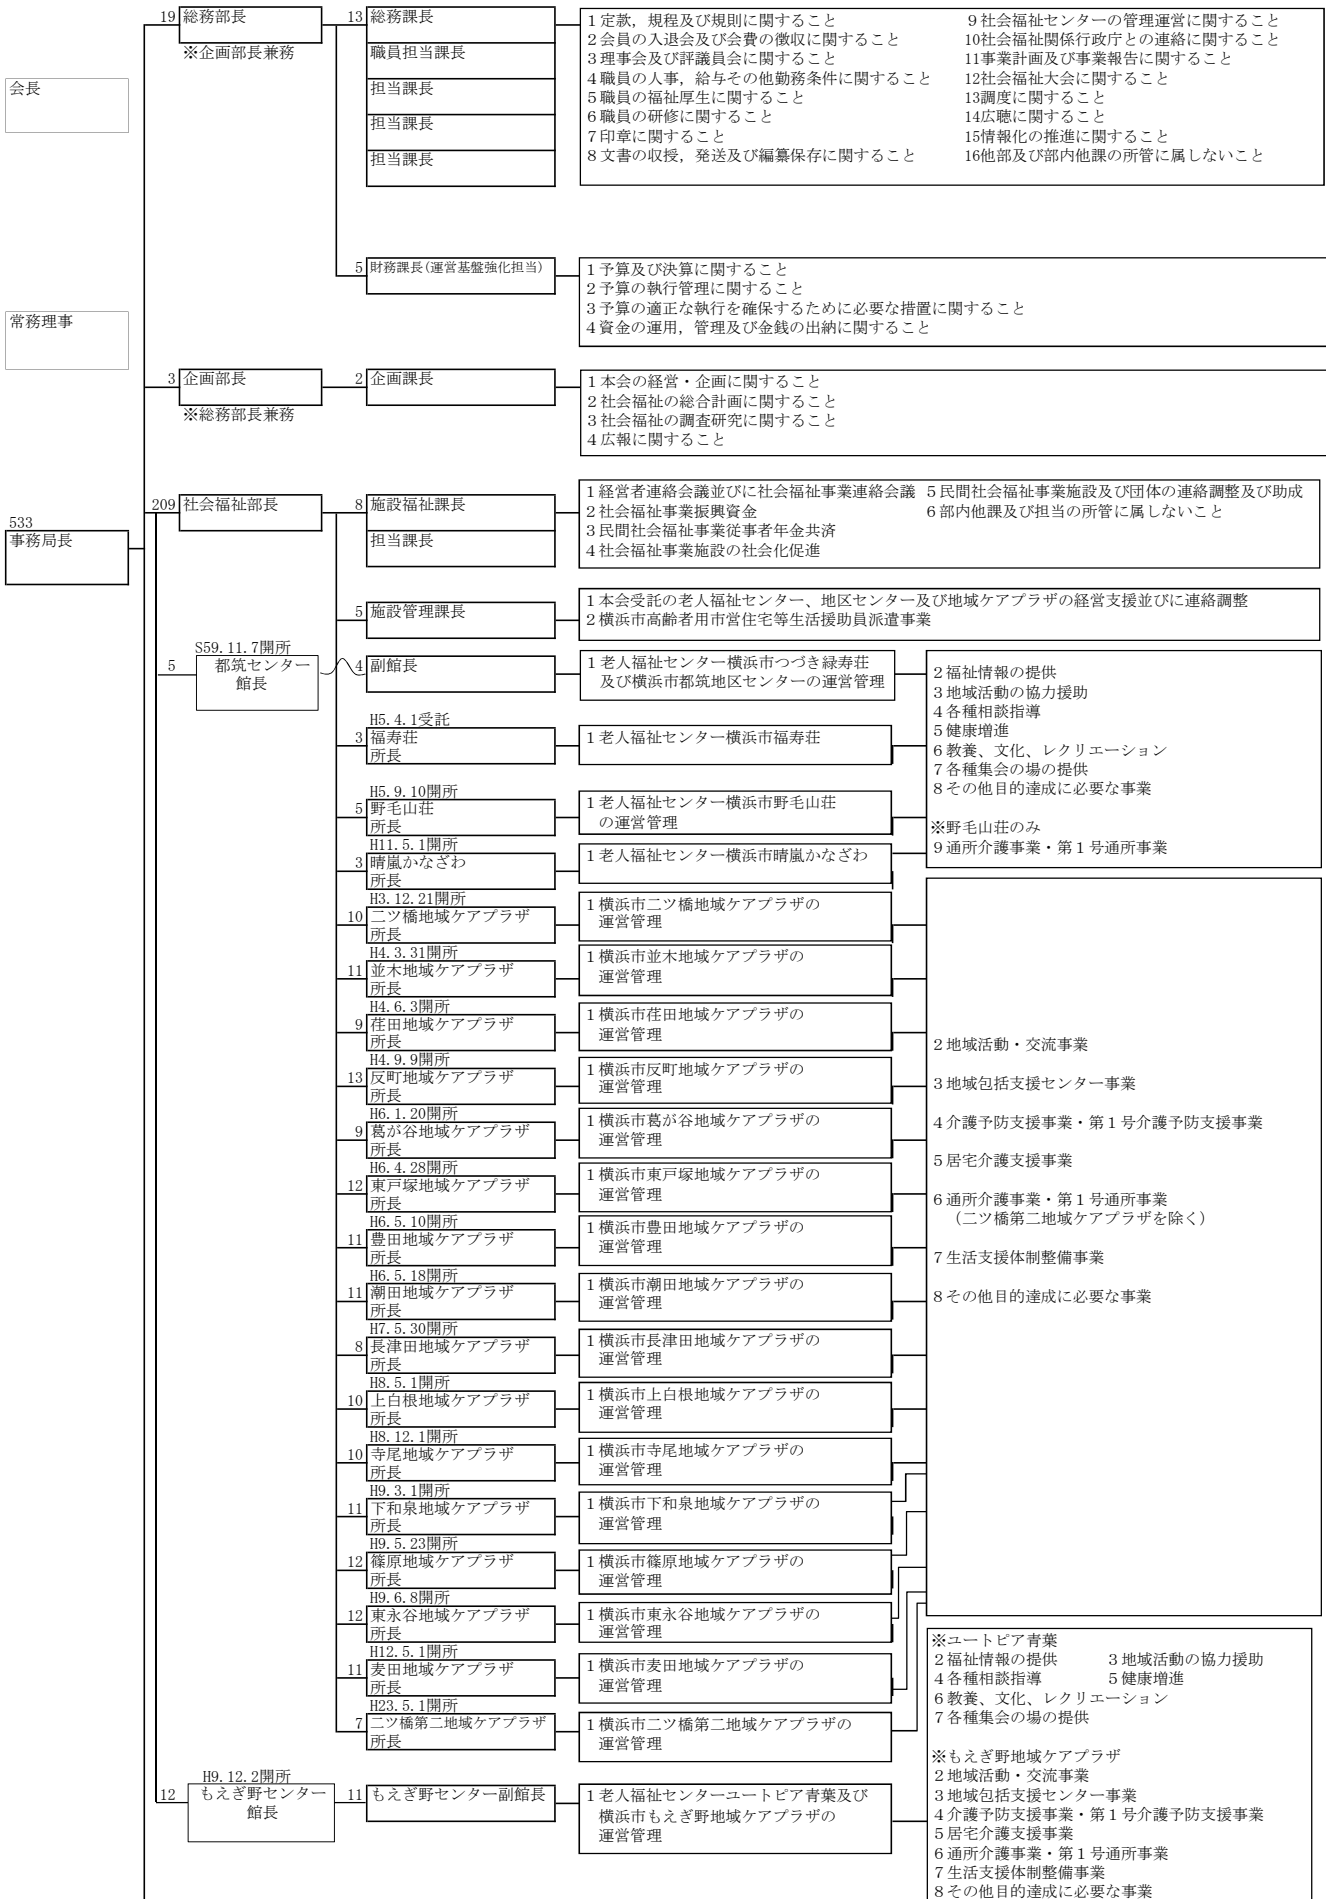 会長
常務理事
533
事務局長
19 総務部長
※企画部長兼務
13 総務課長
職員担当課長
担当課長
担当課長
担当課長
1定款，規程及び規則に関すること
2会員の入退会及び会費の徴収に関すること
3理事会及び評議員会に関すること
4職員の人事，給与その他勤務条件に関すること
5職員の福祉厚生に関すること
6職員の研修に関すること
7印章に関すること
8文書の収授，発送及び編纂保存に関すること
9社会福祉センターの管理運営に関すること
10社会福祉関係行政庁との連絡に関すること
11事業計画及び事業報告に関すること
12社会福祉大会に関すること
13調度に関すること
14広聴に関すること
15情報化の推進に関すること
16他部及び部内他課の所管に属しないこと
5 財務課長(運営基盤強化担当)
1予算及び決算に関すること
2予算の執行管理に関すること
3予算の適正な執行を確保するために必要な措置に関すること
4資金の運用，管理及び金銭の出納に関すること
3 企画部長
※総務部長兼務
2 企画課長
1本会の経営・企画に関すること
2社会福祉の総合計画に関すること
3社会福祉の調査研究に関すること
4広報に関すること
209 社会福祉部長
8 施設福祉課長
担当課長
1経営者連絡会議並びに社会福祉事業連絡会議
2社会福祉事業振興資金
3民間社会福祉事業従事者年金共済
4社会福祉事業施設の社会化促進
5民間社会福祉事業施設及び団体の連絡調整及び助成
6部内他課及び担当の所管に属しないこと
5 施設管理課長
1本会受託の老人福祉センター、地区センター及び地域ケアプラザの経営支援並びに連絡調整
2横浜市高齢者用市営住宅等生活援助員派遣事業
S59.11.7開所
5 都筑センター
館長
4 副館長
1老人福祉センター横浜市つづき緑寿荘
及び横浜市都筑地区センターの運営管理
H5.4.1受託
3 福寿荘
所長
1老人福祉センター横浜市福寿荘
H5.9.10開所
5 野毛山荘
所長
1老人福祉センター横浜市野毛山荘
の運営管理
H11.5.1開所
3 晴嵐かなざわ
所長
1老人福祉センター横浜市晴嵐かなざわ
2福祉情報の提供
3地域活動の協力援助
4各種相談指導
5健康増進
6教養、文化、レクリエーション
7各種集会の場の提供
8その他目的達成に必要な事業
※野毛山荘のみ
9通所介護事業・第1号通所事業
H3.12.21開所
10 二ツ橋地域ケアプラザ
所長
1横浜市二ツ橋地域ケアプラザの
運営管理
H4.3.31開所
11 並木地域ケアプラザ
所長
1横浜市並木地域ケアプラザの
運営管理
H4.6.3開所
9 荏田地域ケアプラザ
所長
1横浜市荏田地域ケアプラザの
運営管理
H4.9.9開所
13 反町地域ケアプラザ
所長
1横浜市反町地域ケアプラザの
運営管理
H6.1.20開所
9 葛が谷地域ケアプラザ
所長
1横浜市葛が谷地域ケアプラザの
運営管理
H6.4.28開所
12 東戸塚地域ケアプラザ
所長
1横浜市東戸塚地域ケアプラザの
運営管理
H6.5.10開所
11 豊田地域ケアプラザ
所長
1横浜市豊田地域ケアプラザの
運営管理
H6.5.18開所
11 潮田地域ケアプラザ
所長
1横浜市潮田地域ケアプラザの
運営管理
H7.5.30開所
8 長津田地域ケアプラザ
所長
1横浜市長津田地域ケアプラザの
運営管理
H8.5.1開所
10 上白根地域ケアプラザ
所長
1横浜市上白根地域ケアプラザの
運営管理
H8.12.1開所
10 寺尾地域ケアプラザ
所長
1横浜市寺尾地域ケアプラザの
運営管理
H9.3.1開所
11 下和泉地域ケアプラザ
所長
1横浜市下和泉地域ケアプラザの
運営管理
H9.5.23開所
12 篠原地域ケアプラザ
所長
1横浜市篠原地域ケアプラザの
運営管理
H9.6.8開所
12 東永谷地域ケアプラザ
所長
1横浜市東永谷地域ケアプラザの
運営管理
H12.5.1開所
11 麦田地域ケアプラザ
所長
1横浜市麦田地域ケアプラザの
運営管理
H23.5.1開所
7 二ツ橋第二地域ケアプラザ
所長
1横浜市二ツ橋第二地域ケアプラザの
運営管理
2地域活動・交流事業
3地域包括支援センター事業
4介護予防支援事業・第1号介護予防支援事業
5居宅介護支援事業
6通所介護事業・第1号通所事業
（二ツ橋第二地域ケアプラザを除く）
7生活支援体制整備事業
8その他目的達成に必要な事業
H9.12.2開所
12 もえぎ野センター
館長
11 もえぎ野センター副館長
1老人福祉センターユートピア青葉及び
横浜市もえぎ野地域ケアプラザの
運営管理
※ユートピア青葉
2福祉情報の提供 3地域活動の協力援助
4各種相談指導 5健康増進
6教養、文化、レクリエーション
7各種集会の場の提供
※もえぎ野地域ケアプラザ
2地域活動・交流事業
3地域包括支援センター事業
4介護予防支援事業・第1号介護予防支援事業
5居宅介護支援事業
6通所介護事業・第1号通所事業
7生活支援体制整備事業
8その他目的達成に必要な事業